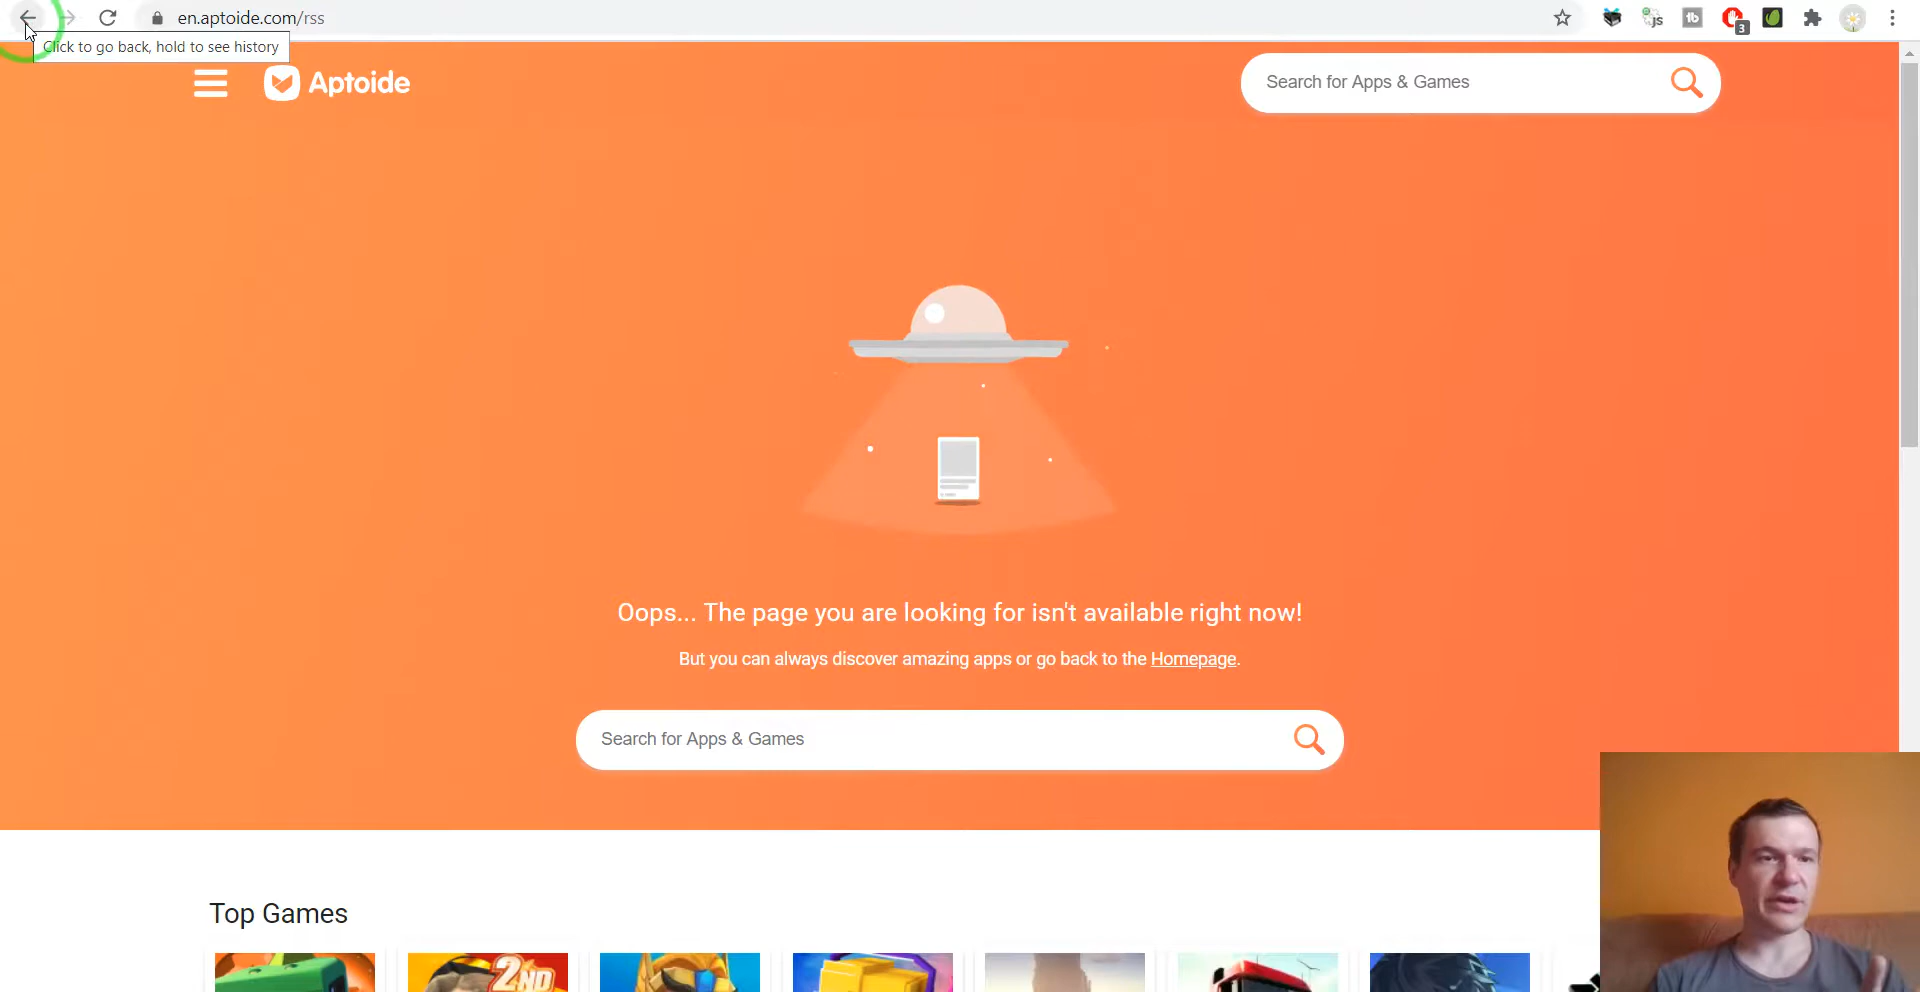 en.aptoide.com/rss
3
Click to go back, hold to see history
Aptoide
Search for Apps & Games
Oops... The page you are looking for isn't available right now!
But you can always discover amazing apps or go back to the Homepage.
Search for Apps & Games
Top Games
2ND